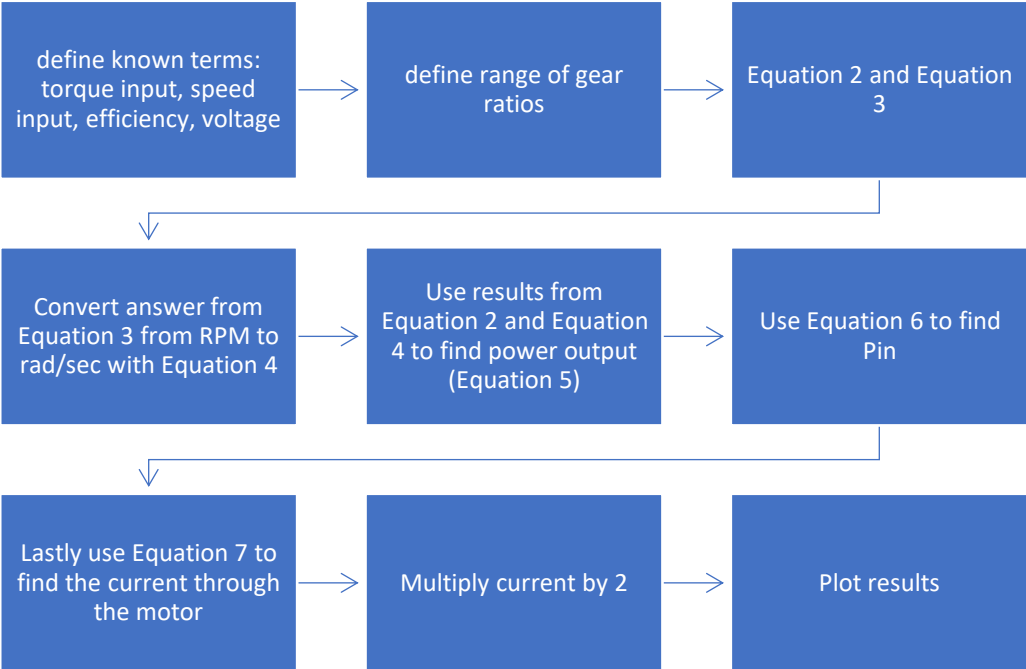 define known terms:
torque input, speed
input, efficiency, voltage
define range of gear
ratios
Equation 2 and Equation
3
Convert answer from
Equation 3 from RPM to
rad/sec with Equation 4
Use results from
Equation 2 and Equation
4 to find power output
(Equation 5)
Use Equation 6 to find
Pin
Lastly use Equation 7 to
find the current through
the motor
Multiply current by 2
Plot results